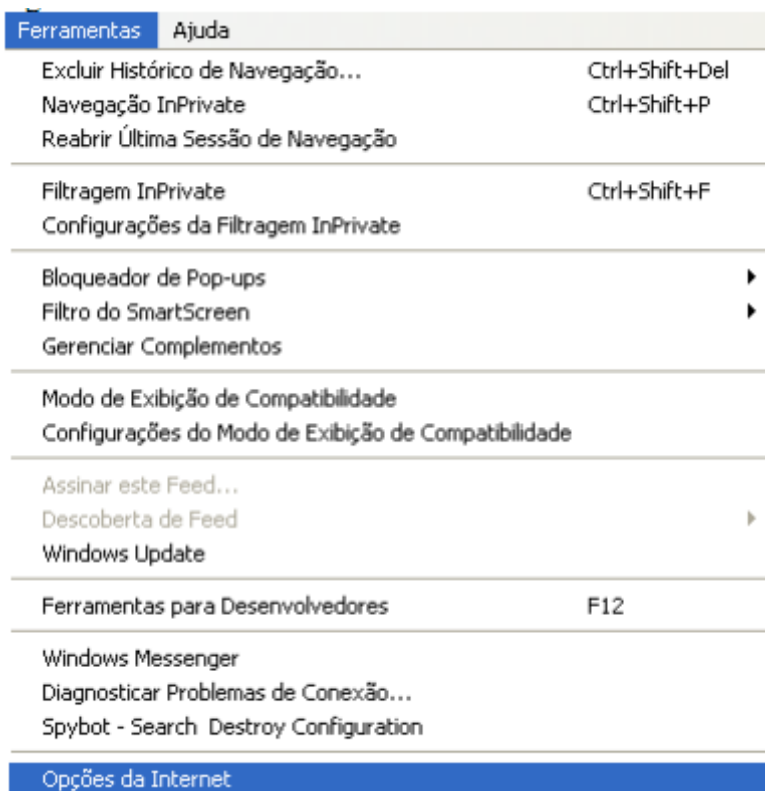 Ferramentas Ajuda
Excluir Histórico de Navegação... Ctrl+Shift+Del
Navegação InPrivate Ctrl+Shift+P
Reabrir Última Sessão de Navegação
Filtragem InPrivate Ctrl+Shift+F
Configurações da Filtragem InPrivate
Bloqueador de Pop-ups
Filtro do SmartScreen
Gerenciar Complementos
Modo de Exibição de Compatibilidade
Configurações do Modo de Exibição de Compatibilidade
Assinar este Feed...
Descoberta de Feed
Windows Update
Ferramentas para Desenvolvedores F12
Windows Messenger
Diagnosticar Problemas de Conexão...
Spybot - Search Destroy Configuration
Opções da Internet